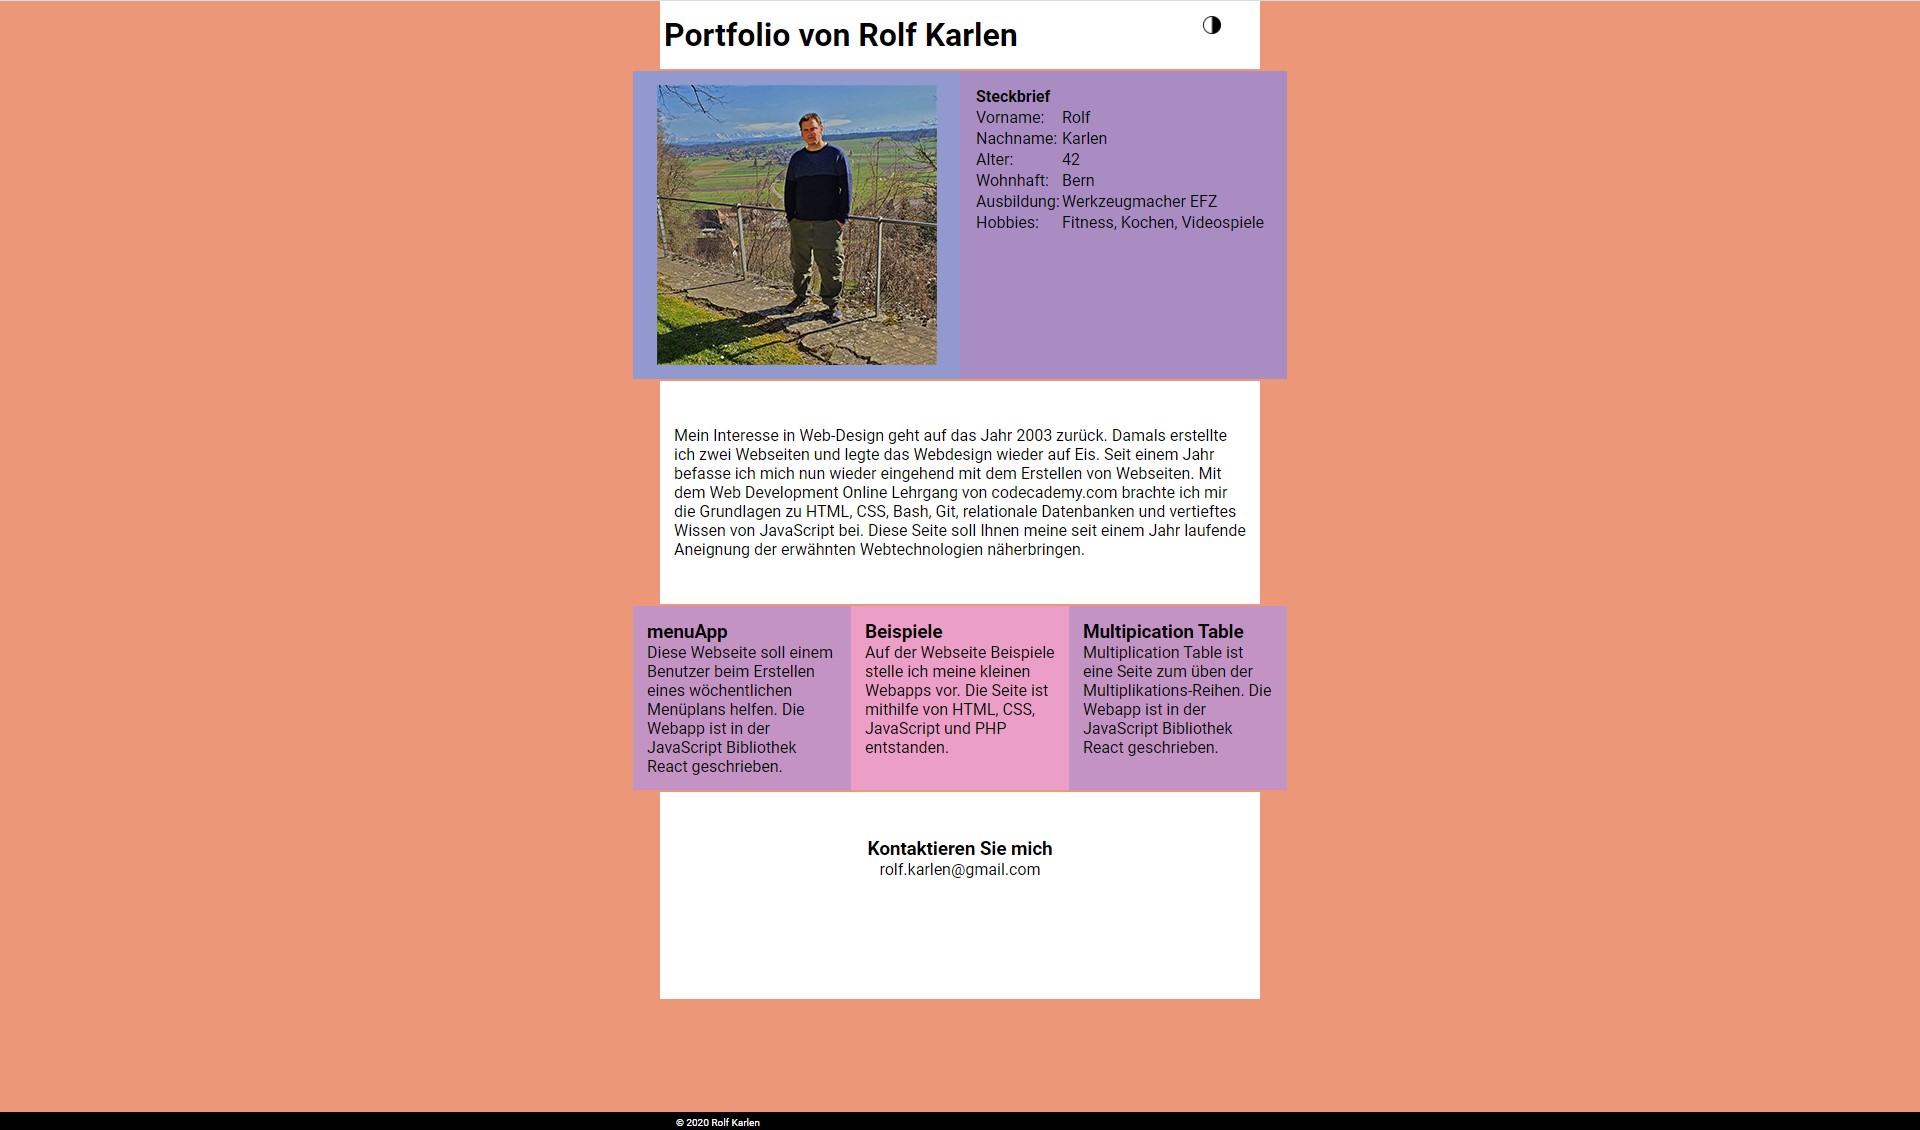 Portfolio von Rolf Karlen
Steckbrief
Vorname: Rolf
Nachname: Karlen
Alter: 42
Wohnhaft: Bern
Ausbildung: Werkzeugmacher EFZ
Hobbies: Fitness, Kochen, Videospiele
Mein Interesse in Web-Design geht auf das Jahr 2003 zurück. Damals erstellte
ich zwei Webseiten und legte das Webdesign wieder auf Eis. Seit einem Jahr
befasse ich mich nun wieder eingehend mit dem Erstellen von Webseiten. Mit
dem Web Development Online Lehrgang von codecademy.com brachte ich mir
die Grundlagen zu HTML, CSS, Bash, Git, relationale Datenbanken und vertieftes
Wissen von JavaScript bei. Diese Seite soll Ihnen meine seit einem Jahr laufende
Aneignung der erwähnten Webtechnologien näherbringen.
menuApp
Diese Webseite soll einem
Benutzer beim Erstellen
eines wöchentlichen
Menüplans helfen. Die
Webapp ist in der
JavaScript Bibliothek
React geschrieben.
Beispiele
Auf der Webseite Beispiele
stelle ich meine kleinen
Webapps vor. Die Seite ist
mithilfe von HTML, CSS,
JavaScript und PHP
entstanden.
Multipication Table
Multiplication Table ist
eine Seite zum üben der
Multiplikations-Reihen. Die
Webapp ist in der
JavaScript Bibliothek
React geschrieben.
Kontaktieren Sie mich
rolf.karlen@gmail.com
© 2020 Rolf Karlen